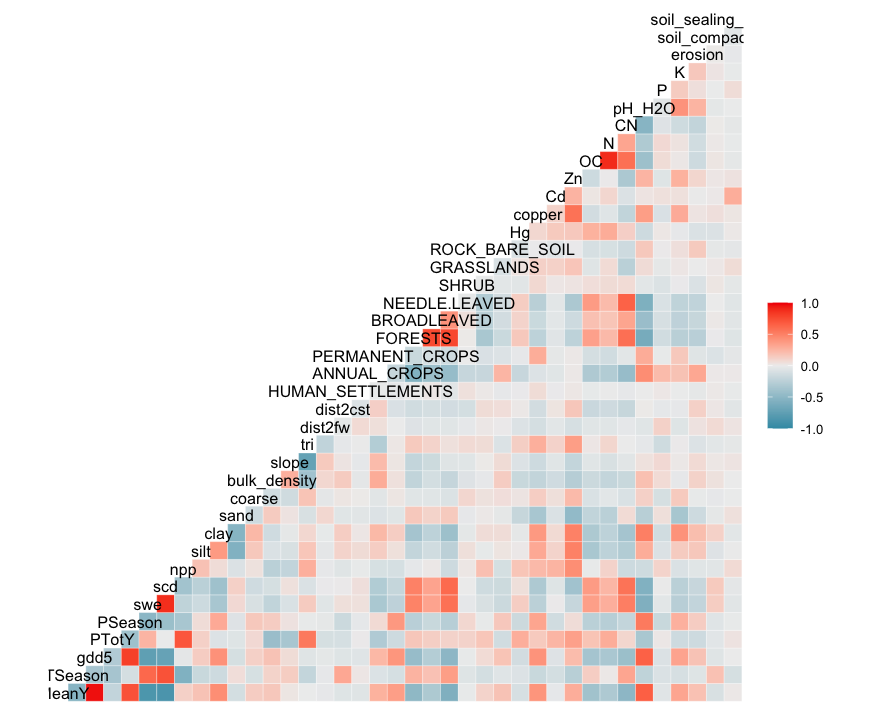 soil_sealing_
soil_compac
erosion
K
P
pH_H2O
CN
N
OC
Zn
Cd
copper
Hg
ROCK_BARE_SOIL
GRASSLANDS
SHRUB
NEEDLE.LEAVED
BROADLEAVED
FORESTS
PERMANENT_CROPS
ANNUAL_CROPS
HUMAN_SETTLEMENTS
dist2cst
dist2fw
tri
slope
bulk_density
coarse
sand
clay
silt
npp
scd
swe
PSeason
PTotY
gdd5
TSeason
leanY
1.0
0.5
0.0
-0.5
-1.0